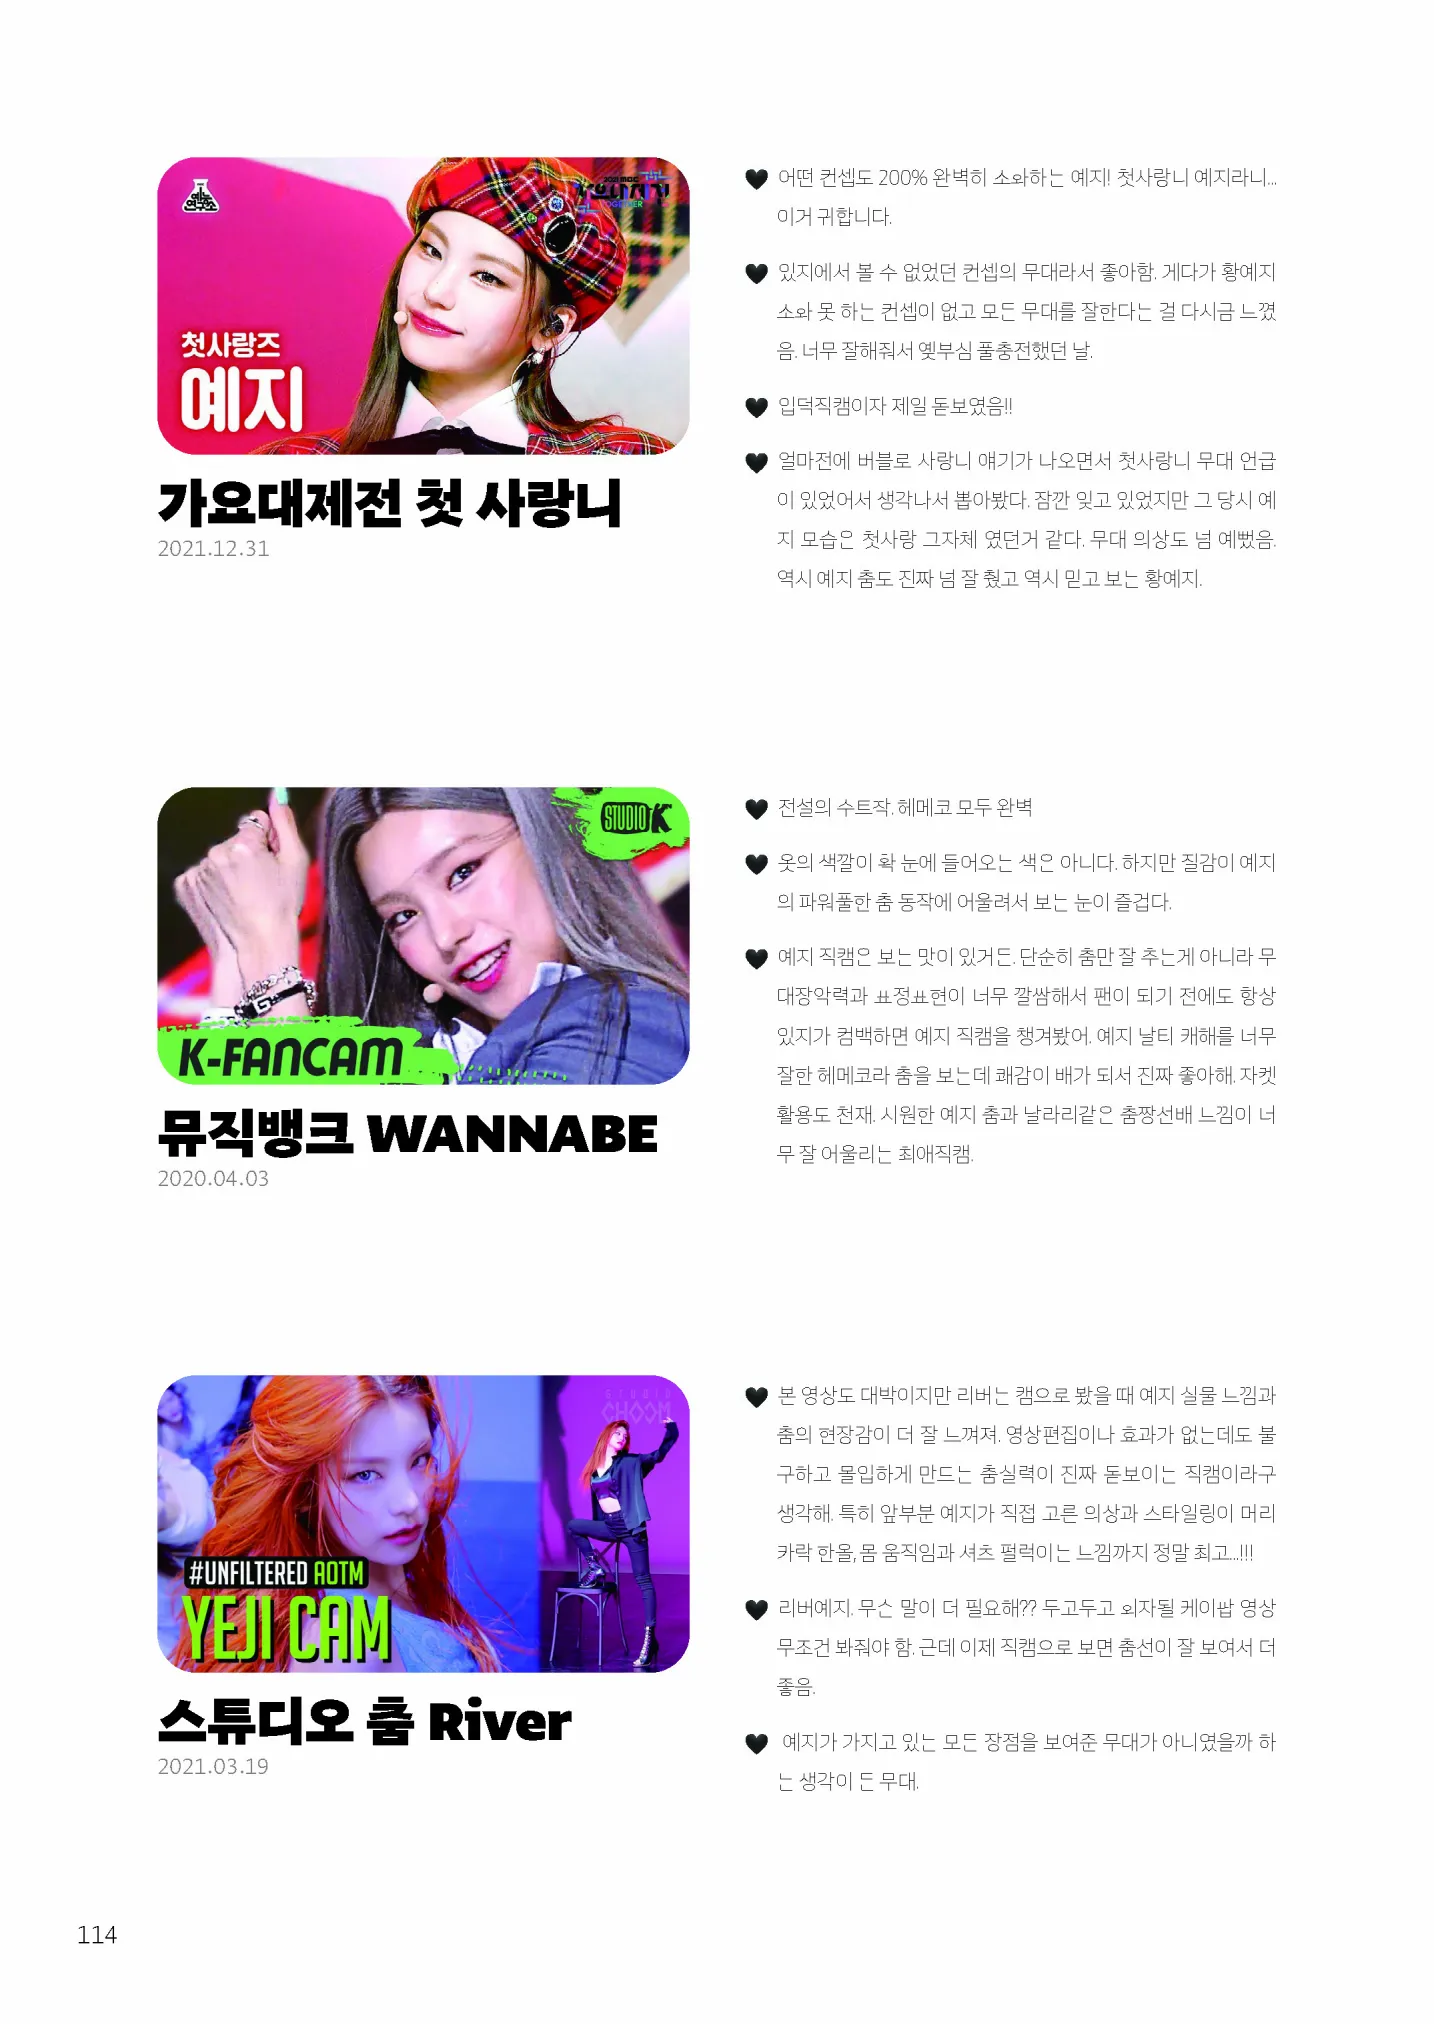 예능
연구소
2021 MBC
가요대제전
TOGETHER
첫사랑즈
예지
가요대제전 첫 사랑니
2021.12.31
어떤 컨셉도 200% 완벽히 소화하는 예지! 첫사랑니 예지라니...
이거 귀합니다.
있지에서 볼 수 없었던 컨셉의 무대라서 좋아함. 게다가 황예지
소화 못 하는 컨셉이 없고 모든 무대를 잘한다는 걸 다시금 느꼈
음. 너무 잘해줘서 옛부심 풀충전했던 날.
입덕직캠이자 제일 돋보였음!!
얼마전에 버블로 사랑니 얘기가 나오면서 첫사랑니 무대 언급
이 있었어서 생각나서 뽑아봤다. 잠깐 잊고 있었지만 그 당시 예
지 모습은 첫사랑 그자체 였던거 같다. 무대 의상도 넘 예뻤음.
역시 예지 춤도 진짜 넘 잘 췄고 역시 믿고 보는 황예지.
STUDIO K
K-FANCAM
뮤직뱅크 WANNABE
2020.04.03
전설의 수트작. 헤메코 모두 완벽
옷의 색깔이 확 눈에 들어오는 색은 아니다. 하지만 질감이 예지
의 파워풀한 춤 동작에 어울려서 보는 눈이 즐겁다.
예지 직캠은 보는 맛이 있거든. 단순히 춤만 잘 추는게 아니라 무
대장악력과 표정표현이 너무 깔쌈해서 팬이 되기 전에도 항상
있지가 컴백하면 예지 직캠을 챙겨봤어. 예지 날티 캐해를 너무
잘한 헤메코라 춤을 보는데 쾌감이 배가 되서 진짜 좋아해. 자켓
활용도 천재. 시원한 예지 춤과 날라리같은 춤짱선배 느낌이 너
무 잘 어울리는 최애직캠.
STUDIO
CHOOM
#UNFILTERED AOTM
YEJI CAM
스튜디오 춤 River
2021.03.19
본 영상도 대박이지만 리버는 캠으로 봤을 때 예지 실물 느낌과
춤의 현장감이 더 잘 느껴져. 영상편집이나 효과가 없는데도 불
구하고 몰입하게 만드는 춤실력이 진짜 돋보이는 직캠이라구
생각해. 특히 앞부분 예지가 직접 고른 의상과 스타일링이 머리
카락 한올, 몸 움직임과 셔츠 펄럭이는 느낌까지 정말 최고...!!!
리버예지. 무슨 말이 더 필요해?? 두고두고 회자될 케이팝 영상
무조건 봐줘야 함. 근데 이제 직캠으로 보면 춤선이 잘 보여서 더
좋음.
예지가 가지고 있는 모든 장점을 보여준 무대가 아니였을까 하
는 생각이 든 무대.
114